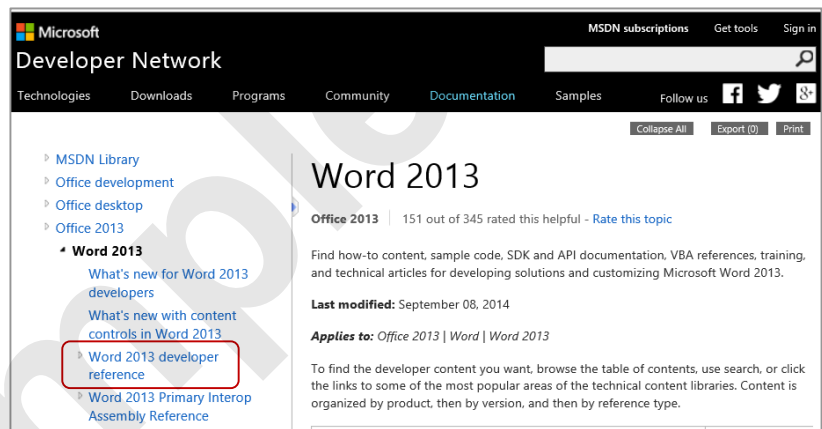 Microsoft
MSDN subscriptions Get tools Sign in
Developer Network
Technologies Downloads Programs Community Documentation Samples Follow us
Collapse All Export (0) Print
MSDN Library
Office development
Office desktop
Office 2013
Word 2013
What's new for Word 2013
developers
What's new with content
controls in Word 2013
Word 2013 developer
reference
Word 2013 Primary Interop
Assembly Reference
Word 2013
Office 2013 151 out of 345 rated this helpful - Rate this topic
Find how-to content, sample code, SDK and API documentation, VBA references, training,
and technical articles for developing solutions and customizing Microsoft Word 2013.
Last modified: September 08, 2014
Applies to: Office 2013 | Word | Word 2013
To find the developer content you want, browse the table of contents, use search, or click
the links to some of the most popular areas of the technical content libraries. Content is
organized by product, then by version, and then by reference type.